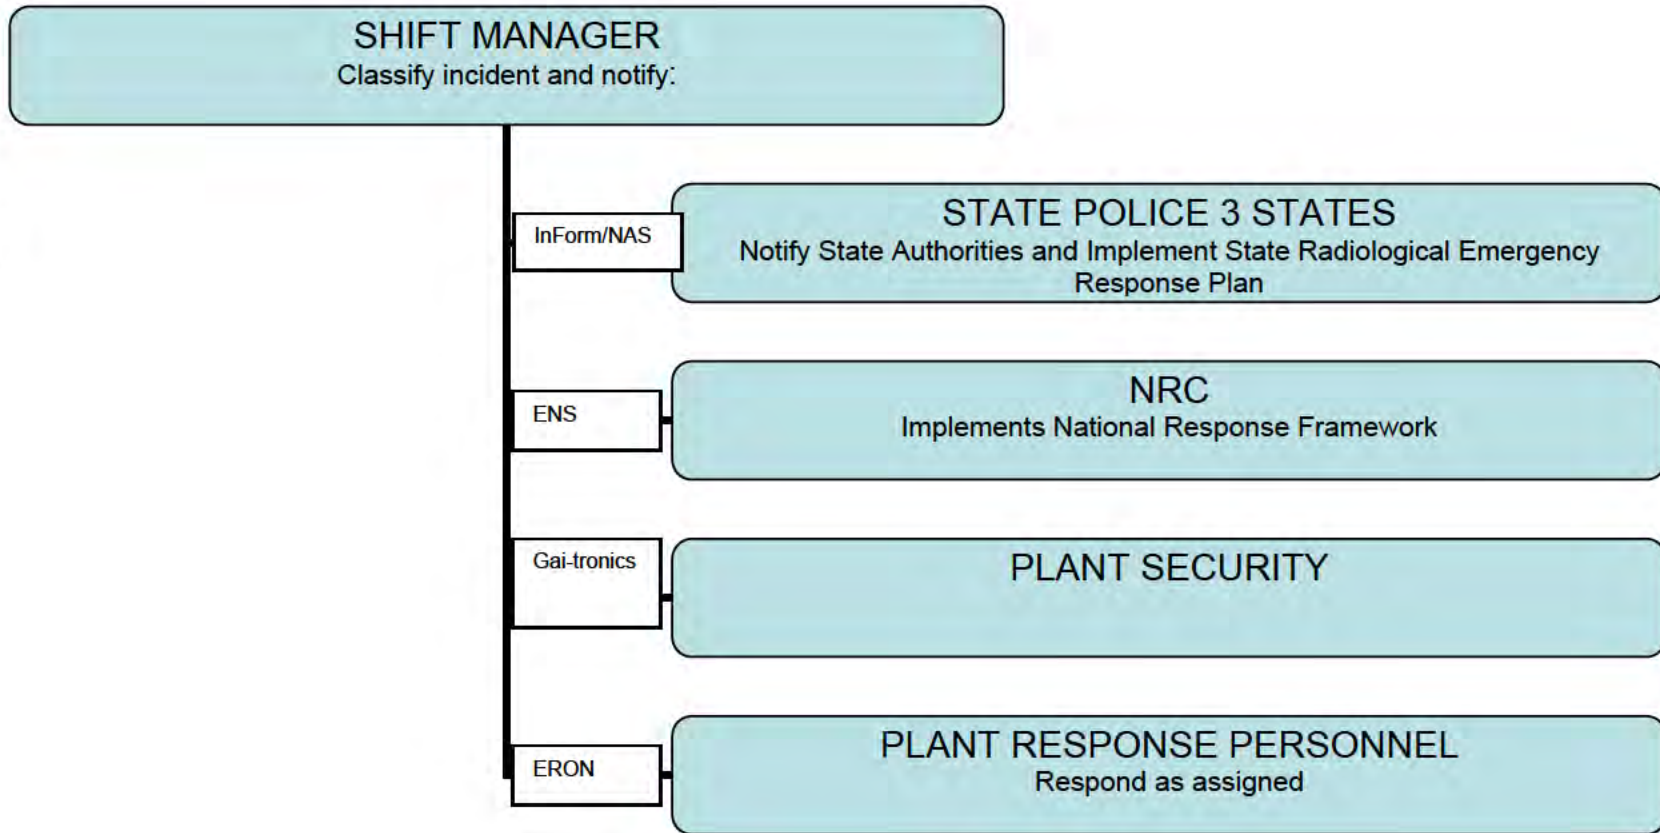 SHIFT MANAGER
Classify incident and notify:
InForm/NAS
STATE POLICE 3 STATES
Notify State Authorities and Implement State Radiological Emergency
Response Plan
ENS
NRC
Implements National Response Framework
Gai-tronics
PLANT SECURITY
ERON
PLANT RESPONSE PERSONNEL
Respond as assigned